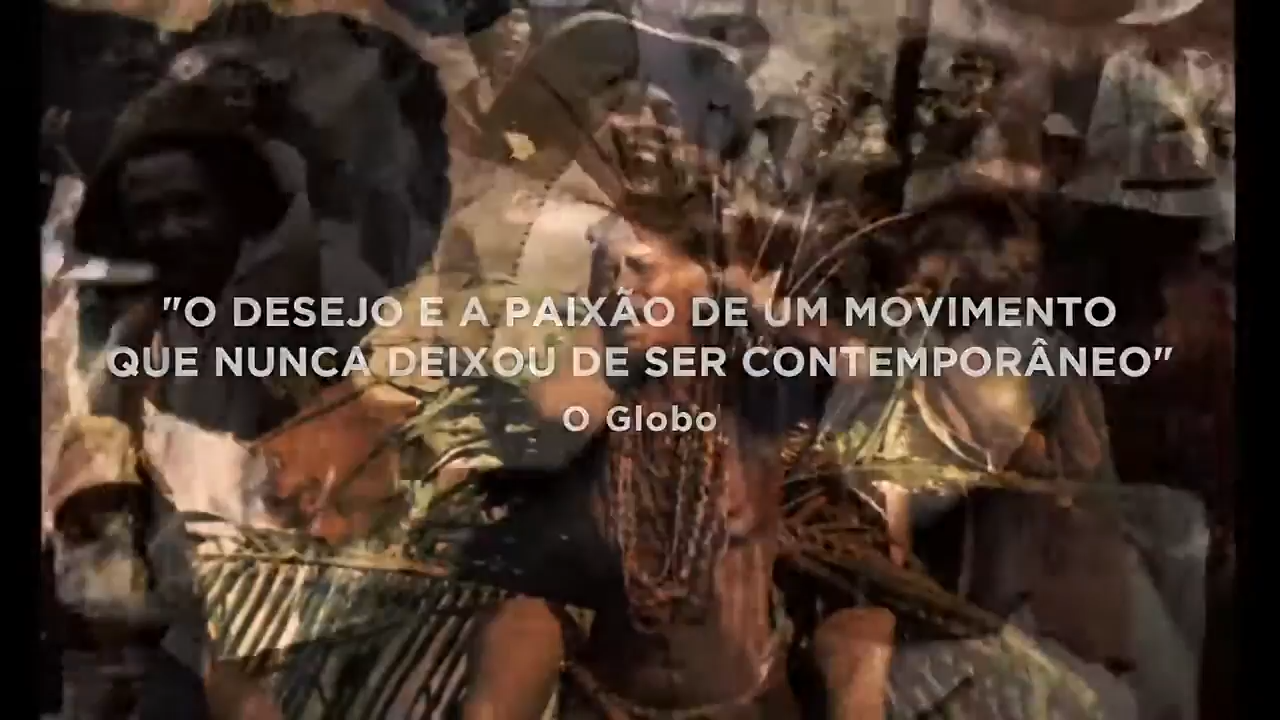 "O DESEJO E A PAIXÃO DE UM MOVIMENTO
QUE NUNCA DEIXOU DE SER CONTEMPORÂNEO"
O Globo